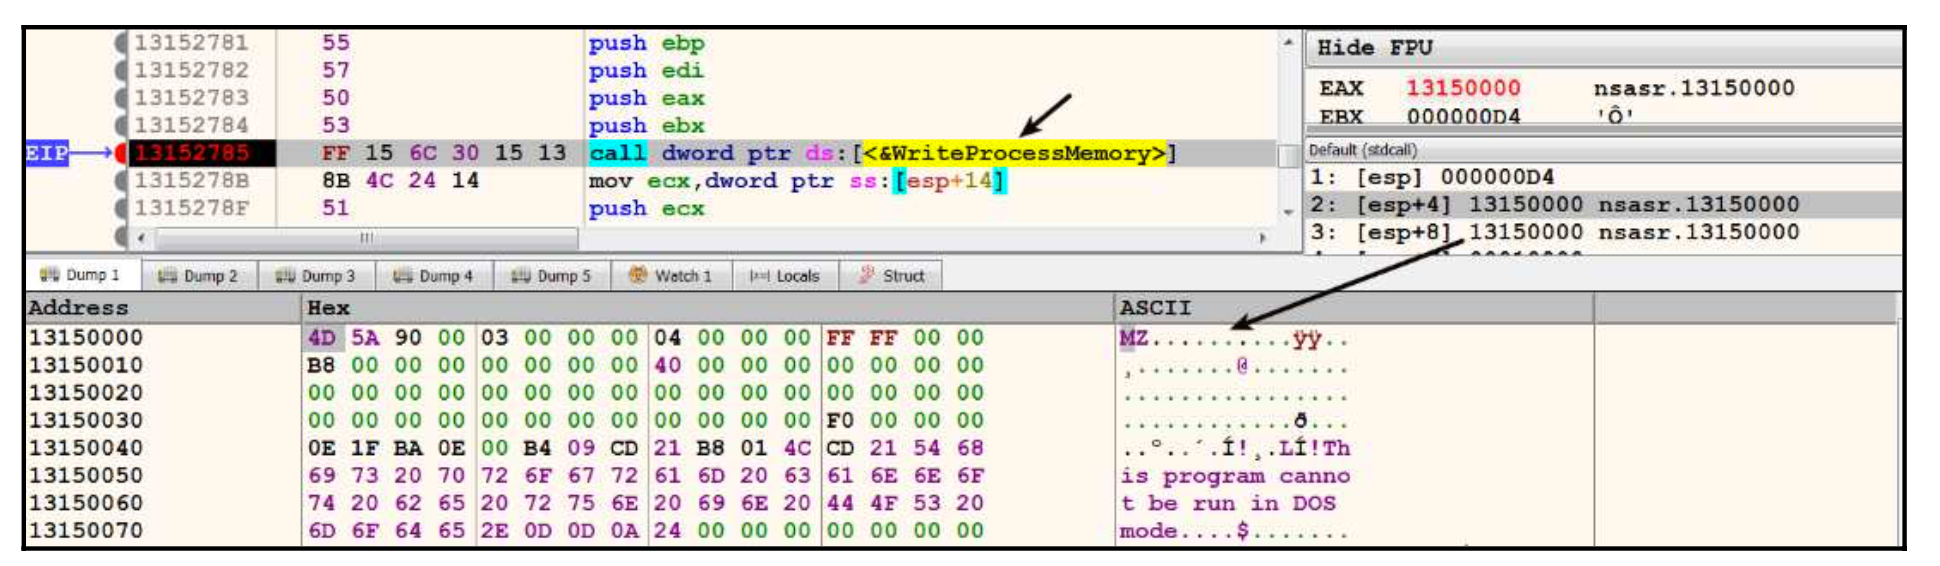 13152781 55 push ebp
13152782 57 push edi
13152783 50 push eax
13152784 53 push ebx
EIP 13152785 FF 15 6C 30 15 13 call dword ptr ds:[<&WriteProcessMemory>]
1315278B 8B 4C 24 14 mov ecx,dword ptr ss:[esp+14]
1315278F 51 push ecx
Hide FPU
EAX 13150000 nsasr.13150000
EBX 000000D4 'Ô'
Default (stdcall)
1: [esp] 000000D4
2: [esp+4] 13150000 nsasr.13150000
3: [esp+8] 13150000 nsasr.13150000
Dump 1 Dump 2 Dump 3 Dump 4 Dump 5 Watch 1 Locals Struct
Address Hex ASCII
13150000 4D 5A 90 00 03 00 00 00 04 00 00 00 FF FF 00 00 MZ..........ÿÿ..
13150010 B8 00 00 00 00 00 00 00 40 00 00 00 00 00 00 00 ¸.......@.......
13150020 00 00 00 00 00 00 00 00 00 00 00 00 00 00 00 00 ................
13150030 00 00 00 00 00 00 00 00 00 00 00 00 F0 00 00 00 ............ð...
13150040 0E 1F BA 0E 00 B4 09 CD 21 B8 01 4C CD 21 54 68 ..º..´.Í!¸.LÍ!Th
13150050 69 73 20 70 72 6F 67 72 61 6D 20 63 61 6E 6E 6F is program canno
13150060 74 20 62 65 20 72 75 6E 20 69 6E 20 44 4F 53 20 t be run in DOS
13150070 6D 6F 64 65 2E 0D 0D 0A 24 00 00 00 00 00 00 00 mode....$.......